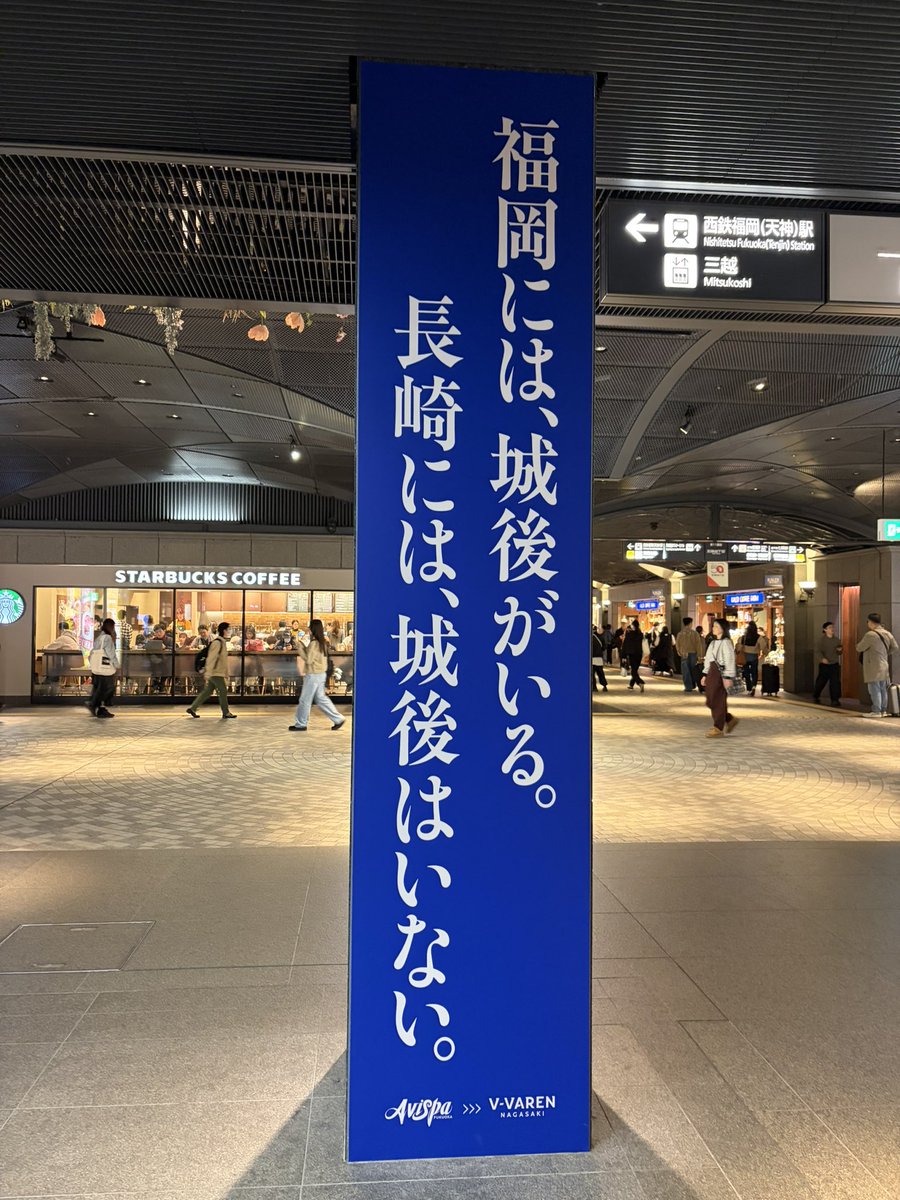 福岡には、城後がいる。
長崎には、城後はいない。
Avispa
FUKUOKA
>>>
V-VAREN
NAGASAKI
西鉄福岡(天神)駅
Nishitetsu Fukuoka(Tenjin) Station
三越
Mitsukoshi
STARBUCKS COFFEE